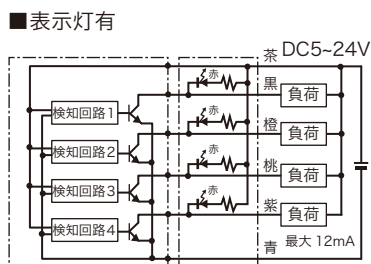 ■表示灯有
茶 DC5~24V
赤
黒
負荷
検知回路1
赤
橙
負荷
検知回路2
赤
桃
負荷
検知回路3
赤
紫
負荷
検知回路4
青
最大 12mA